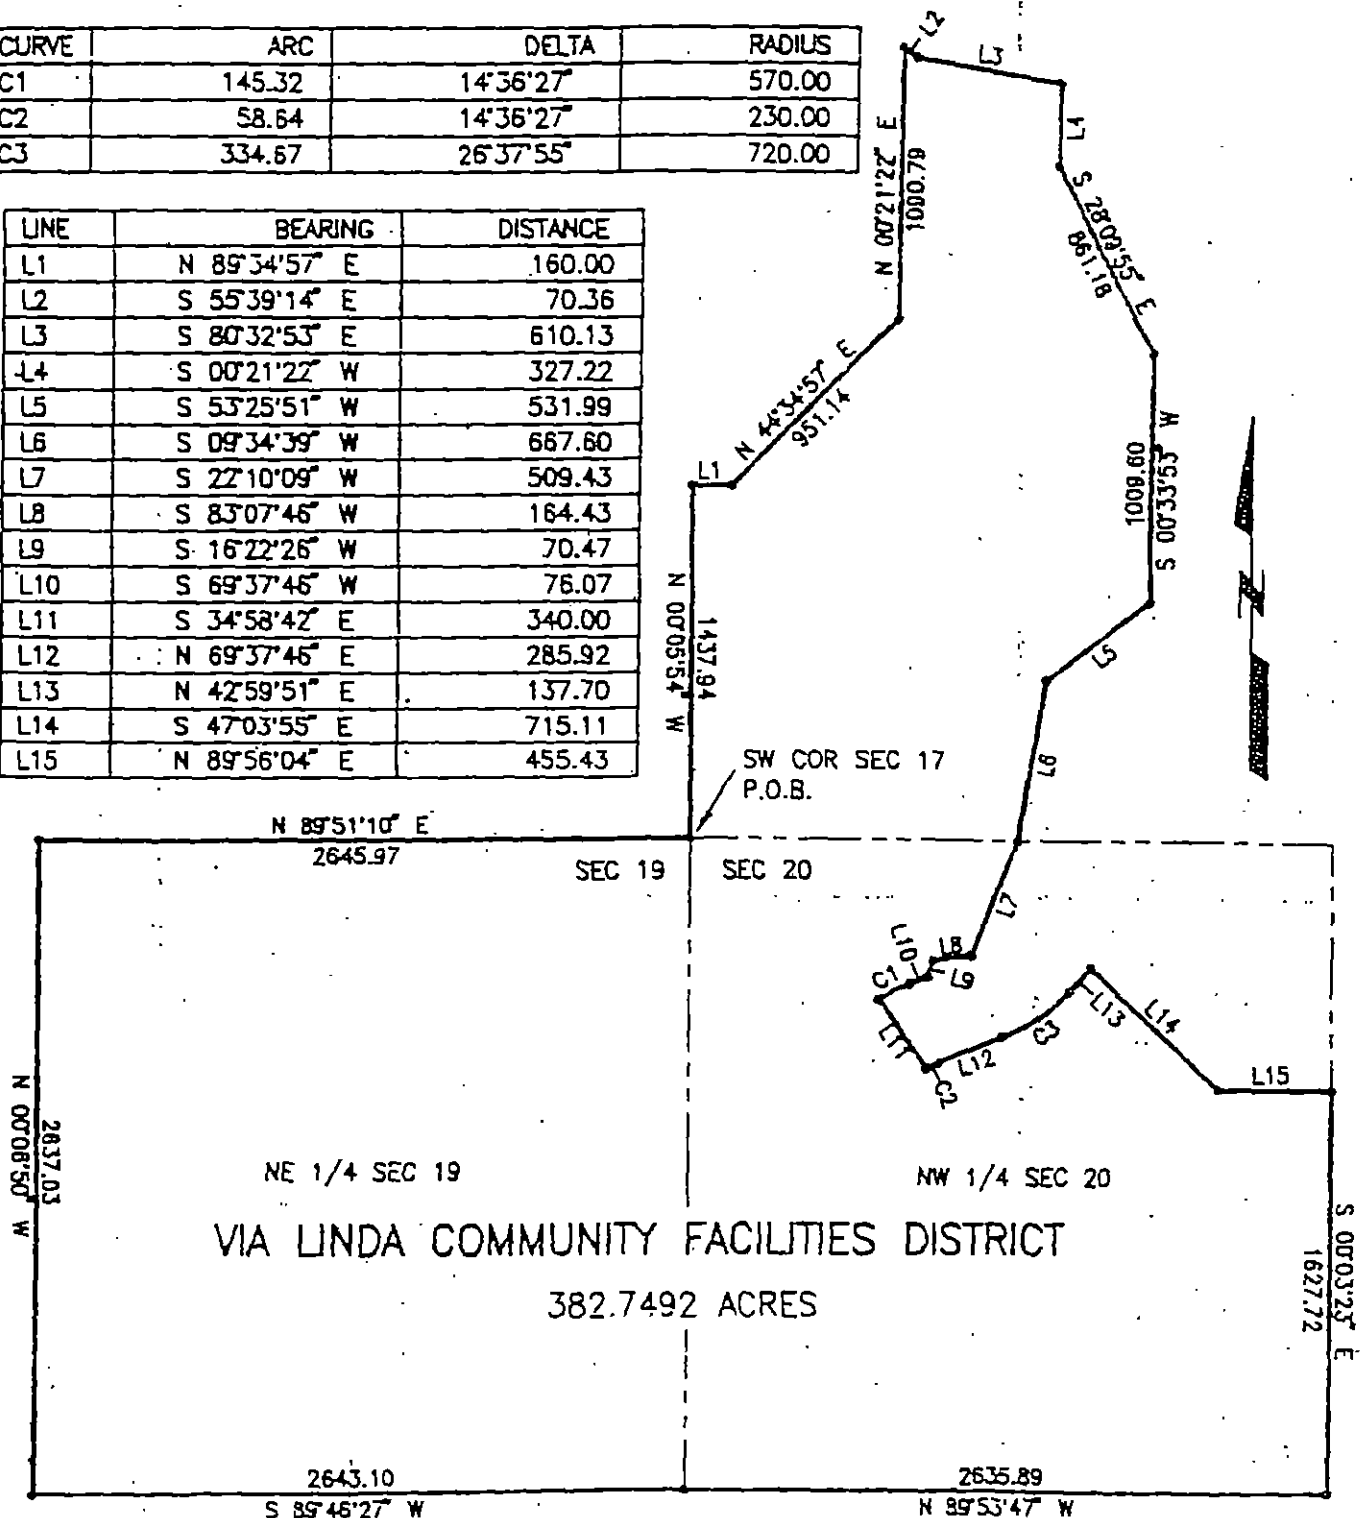 CURVE ARC DELTA RADIUS
C1 145.32 14°36'27" 570.00
C2 58.64 14°36'27" 230.00
C3 334.67 26°37'55" 720.00
LINE BEARING DISTANCE
L1 N 89°34'57" E 160.00
L2 S 55°39'14" E 70.36
L3 S 80°32'53" E 610.13
L4 S 00°21'22" W 327.22
L5 S 53°25'51" W 531.99
L6 S 09°34'39" W 667.60
L7 S 22°10'09" W 509.43
L8 S 83°07'46" W 164.43
L9 S 16°22'26" W 70.47
L10 S 69°37'46" W 76.07
L11 S 34°58'42" E 340.00
L12 N 69°37'46" E 285.92
L13 N 42°59'51" E 137.70
L14 S 47°03'55" E 715.11
L15 N 89°56'04" E 455.43
L2
L3
L4
N 00°21'22" E
S 28°09'55" E
861.18
N 44°34'57" E
951.14
L1
S 00°33'53" W
N
N 00°05'54" W
1437.94
L5
L6
SW COR SEC 17
P.O.B.
N 89°51'10" E
2645.97
SEC 19
SEC 20
L7
L10
L8
C1
L9
L11
L13
L14
C3
L12
C2
L15
N 00°08'50" W
2637.03
NE 1/4 SEC 19
NW 1/4 SEC 20
VIA LINDA COMMUNITY FACILITIES DISTRICT
382.7492 ACRES
S 00°03'23" E
1627.72
2643.10
S 89°46'27" W
2635.89
N 89°53'47" W